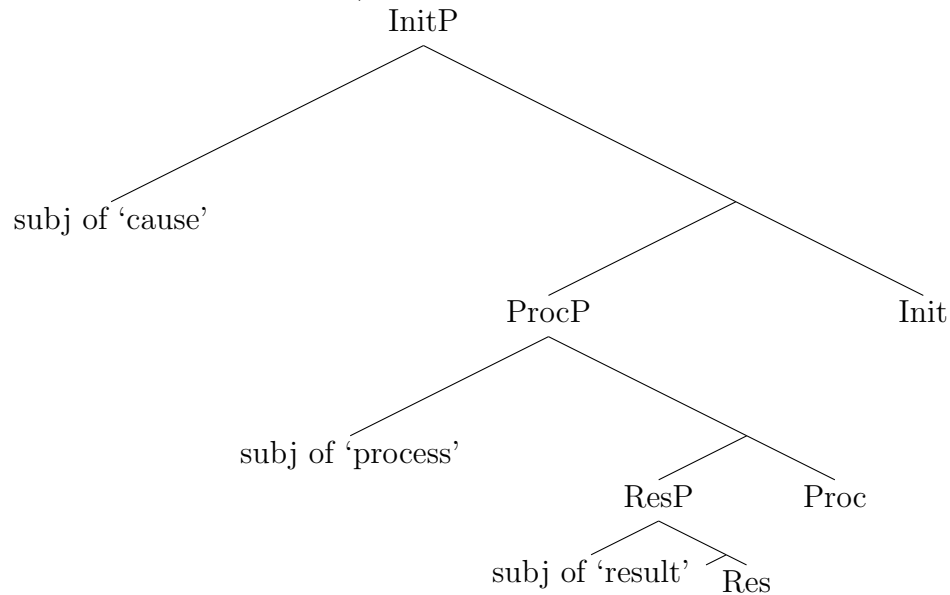 InitP
subj of ‘cause’
ProcP Init
subj of ‘process’
ResP Proc
subj of ‘result’ Res